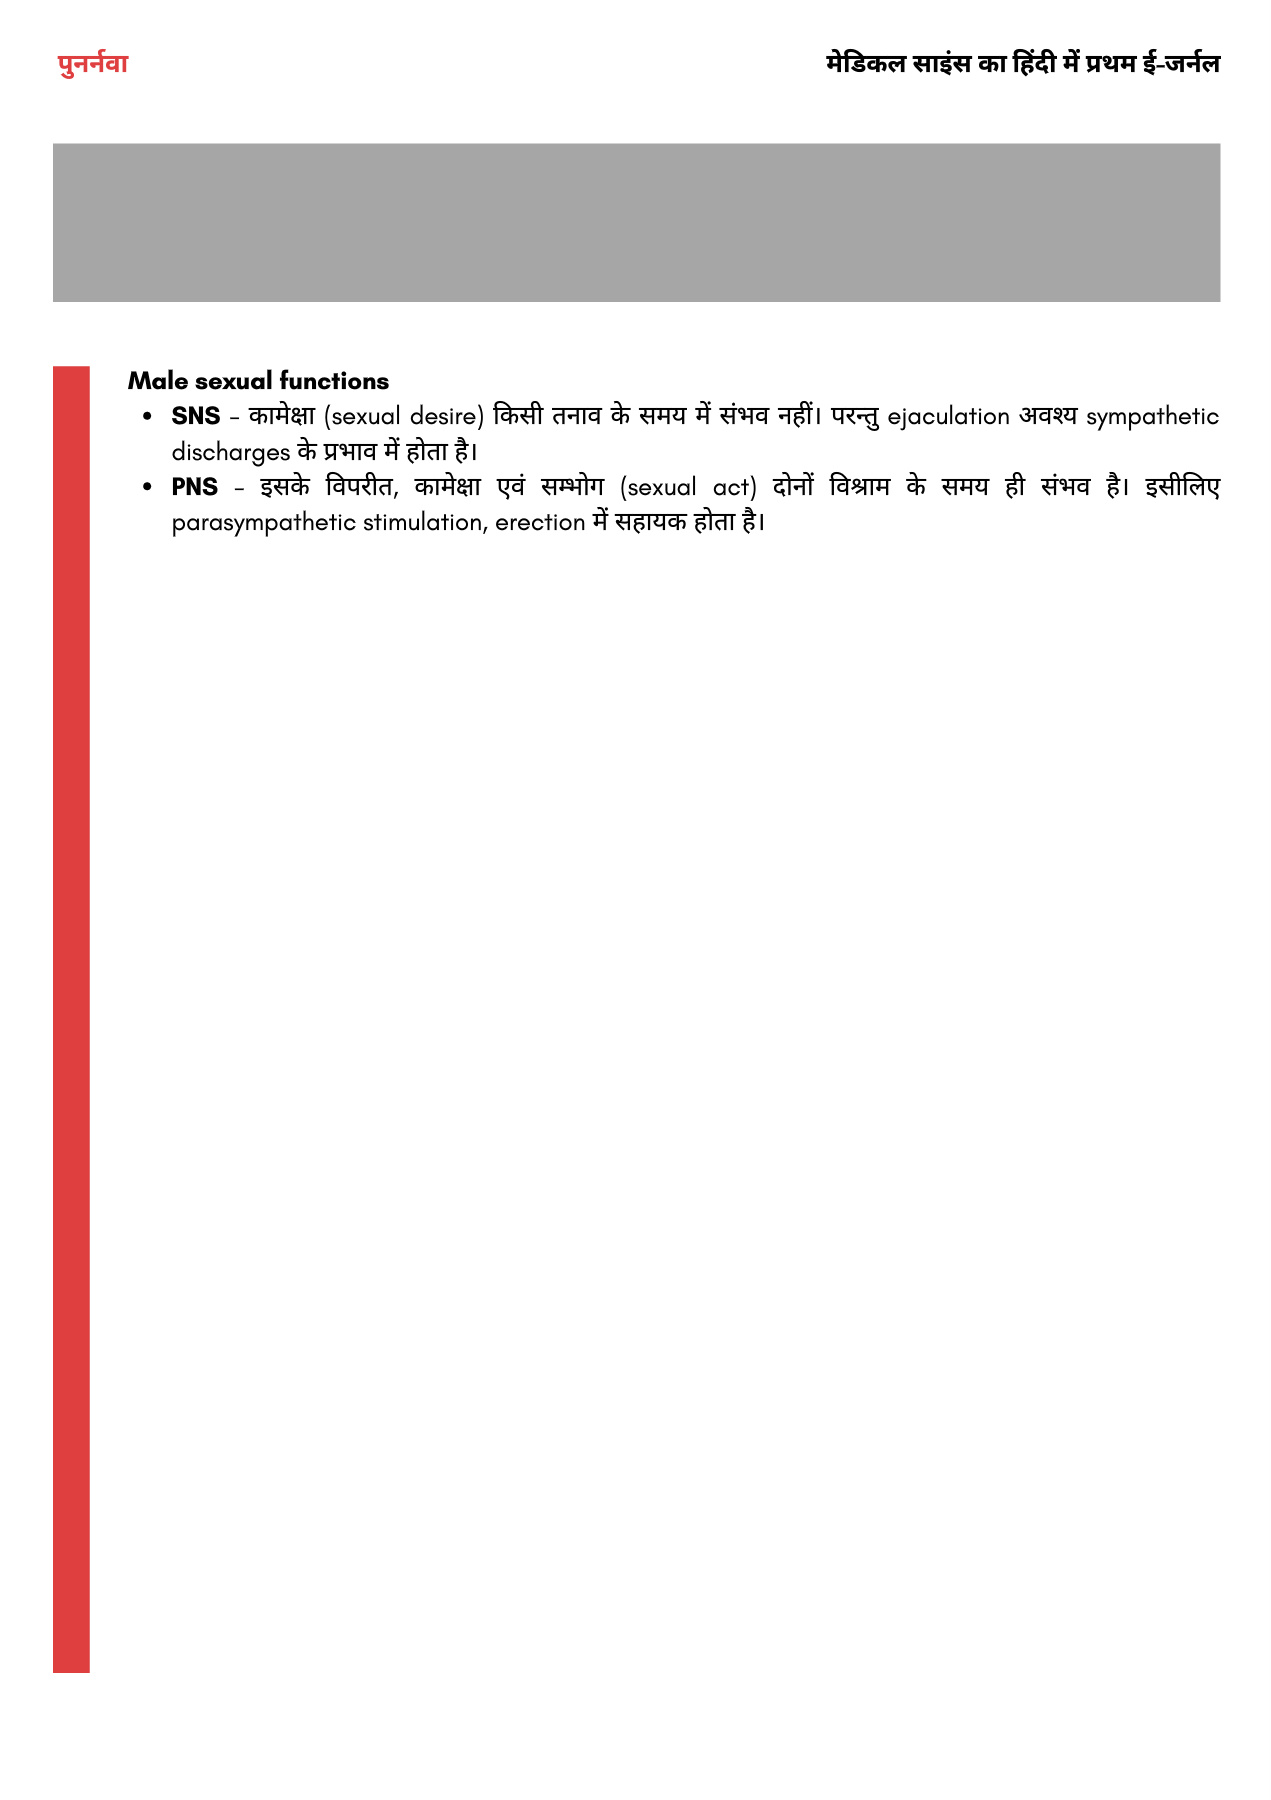 पुनर्नवा
मेडिकल साइंस का हिंदी में प्रथम ई-जर्नल
Male sexual functions
• SNS - कामेक्षा (sexual desire) किसी तनाव के समय में संभव नहीं। परन्तु ejaculation अवश्य sympathetic
discharges के प्रभाव में होता है।
• PNS - इसके विपरीत, कामेक्षा एवं सम्भोग (sexual act) दोनों विश्राम के समय ही संभव है। इसीलिए
parasympathetic stimulation, erection में सहायक होता है।